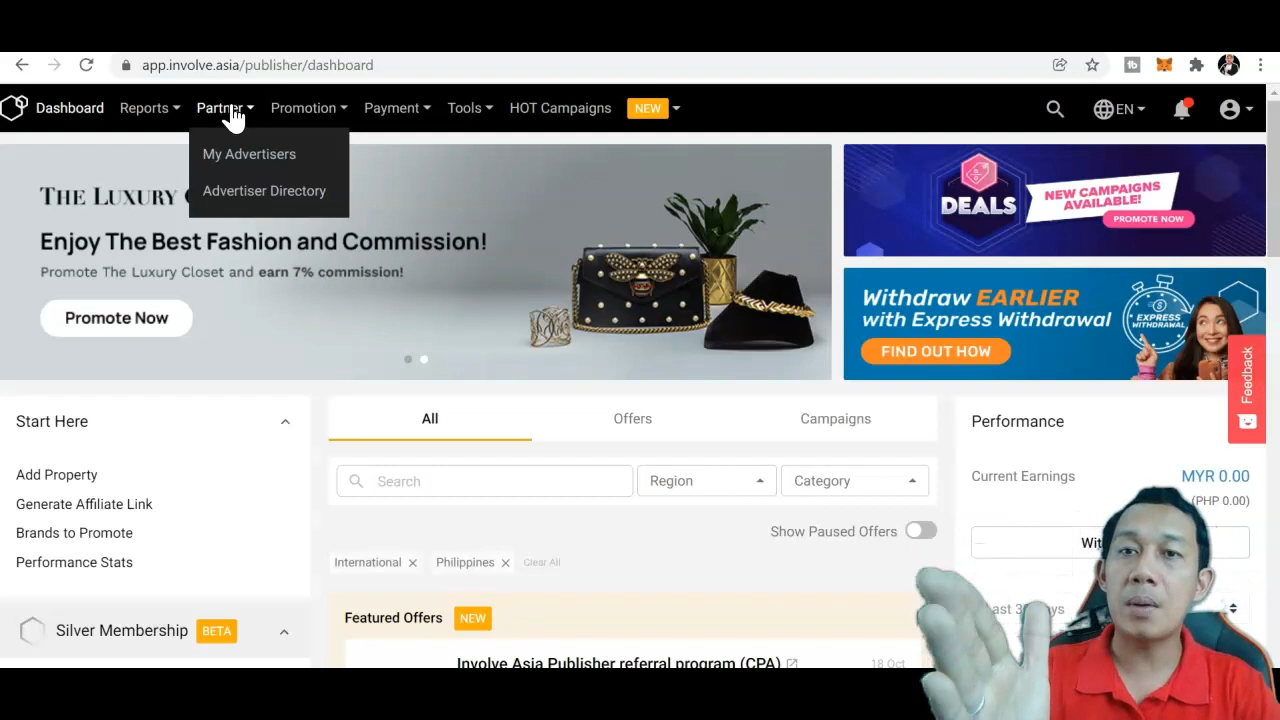 app.involve.asia/publisher/dashboard
Dashboard Reports Partner Promotion Payment Tools HOT Campaigns NEW EN
My Advertisers
Advertiser Directory
THE LUXURY
Enjoy The Best Fashion and Commission!
Promote The Luxury Closet and earn 7% commission!
Promote Now
DEALS
NEW CAMPAIGNS
AVAILABLE!
PROMOTE NOW
Withdraw EARLIER
with Express Withdrawal
FIND OUT HOW
EXPRESS
WITHDRAWAL
Feedback
Start Here
Add Property
Generate Affiliate Link
Brands to Promote
Performance Stats
Silver Membership BETA
All Offers Campaigns
Search Region Category
Show Paused Offers
International Philippines Clear All
Featured Offers NEW
Involve Asia Publisher referral program (CPA) 18 Oct
Performance
Current Earnings MYR 0.00
(PHP 0.00)